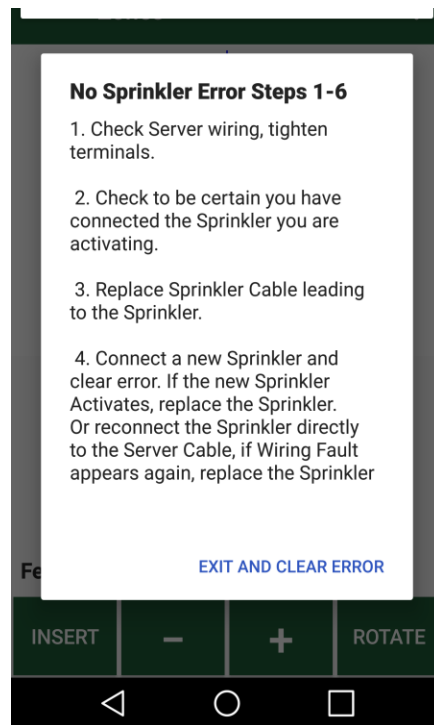 No Sprinkler Error Steps 1-6
1. Check Server wiring, tighten
terminals.
2. Check to be certain you have
connected the Sprinkler you are
activating.
3. Replace Sprinkler Cable leading
to the Sprinkler.
4. Connect a new Sprinkler and
clear error. If the new Sprinkler
Activates, replace the Sprinkler.
Or reconnect the Sprinkler directly
to the Server Cable, if Wiring Fault
appears again, replace the Sprinkler
EXIT AND CLEAR ERROR
Fe
INSERT - + ROTATE